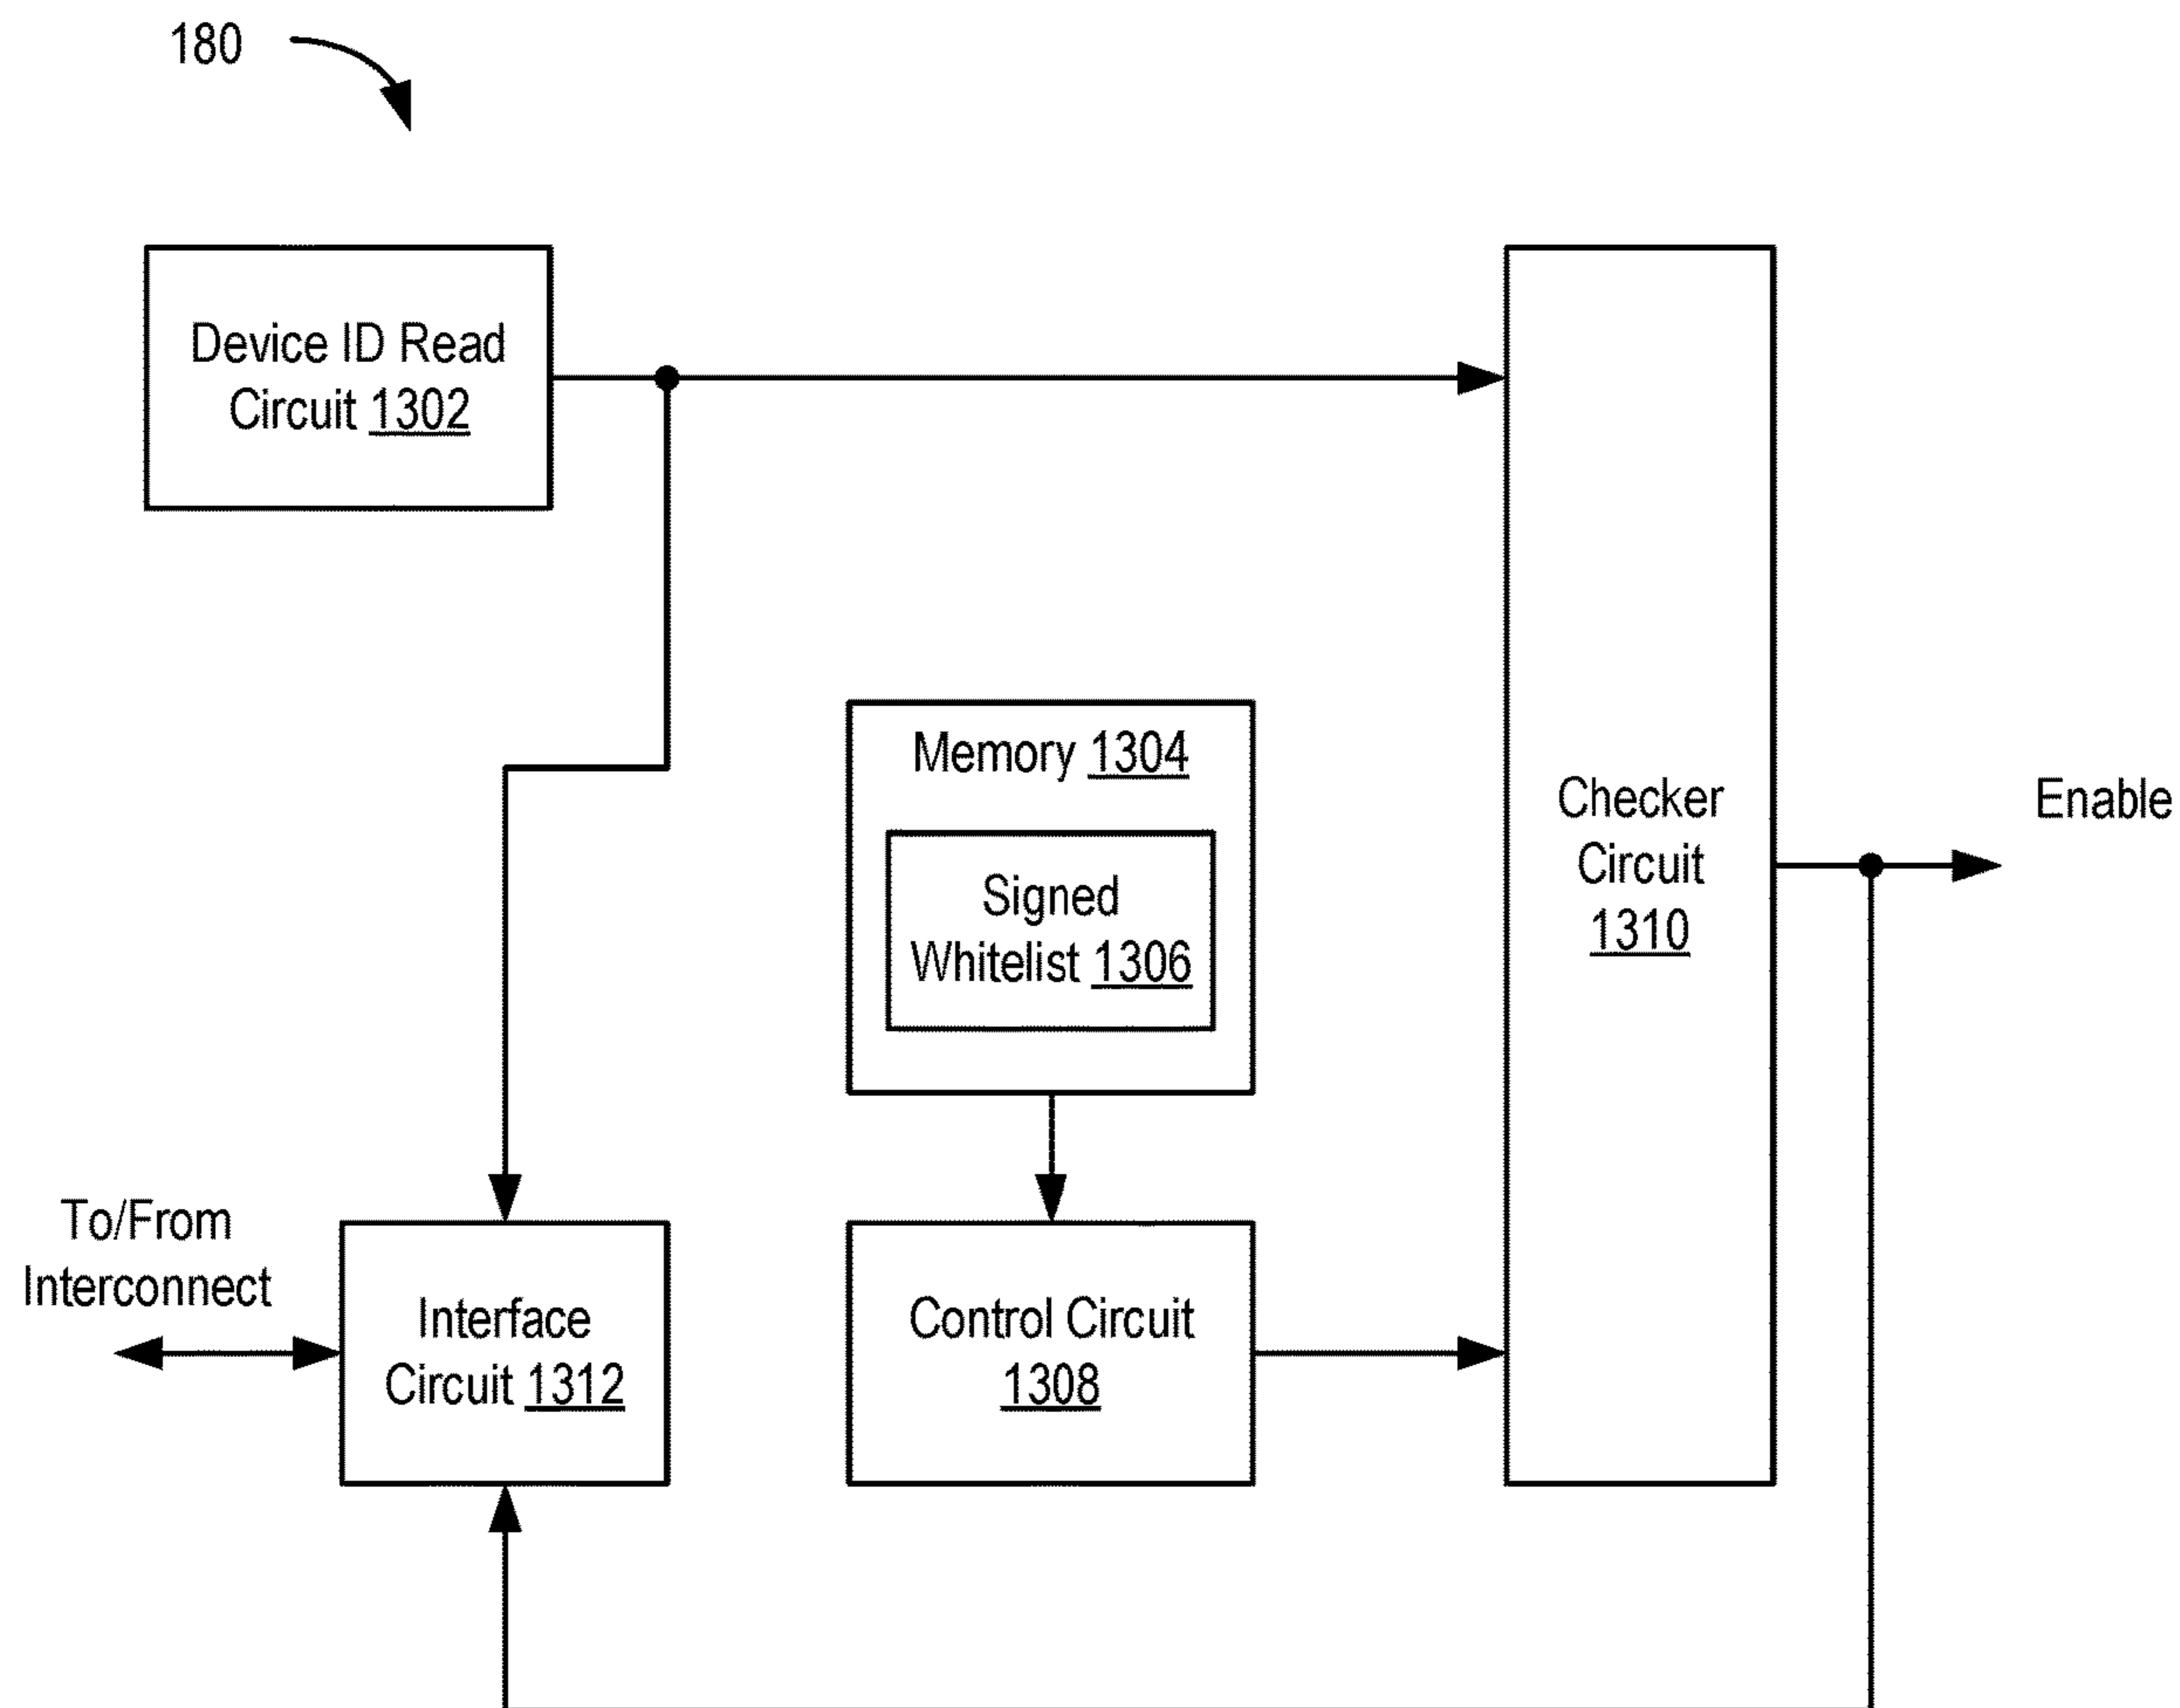 180
Device ID Read
Circuit 1302
Memory 1304
Signed
Whitelist 1306
Checker
Circuit
1310
Enable
To/From
Interconnect
Interface
Circuit 1312
Control Circuit
1308